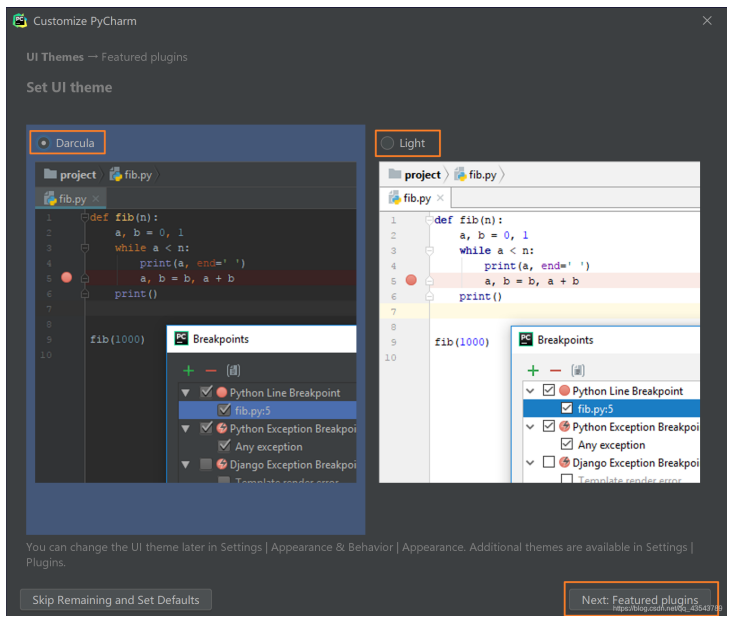 Customize PyCharm
UI Themes → Featured plugins
Set UI theme
Darcula
project fib.py
fib.py
1 def fib(n):
2 a, b = 0, 1
3 while a < n:
4 print(a, end=' ')
5 a, b = b, a + b
6 print()
7
8
9 fib(1000)
10
PC Breakpoints
Python Line Breakpoint
fib.py:5
Python Exception Breakpoi
Any exception
Django Exception Breakpoi
Template render error
Light
project fib.py
fib.py
1 def fib(n):
2 a, b = 0, 1
3 while a < n:
4 print(a, end=' ')
5 a, b = b, a + b
6 print()
7
8
9 fib(1000)
10
PC Breakpoints
Python Line Breakpoint
fib.py:5
Python Exception Breakpoi
Any exception
Django Exception Breakpoi
Template render error
You can change the UI theme later in Settings | Appearance & Behavior | Appearance. Additional themes are available in Settings |
Plugins.
Skip Remaining and Set Defaults
Next: Featured plugins
https://blog.csdn.net/qq_43543789